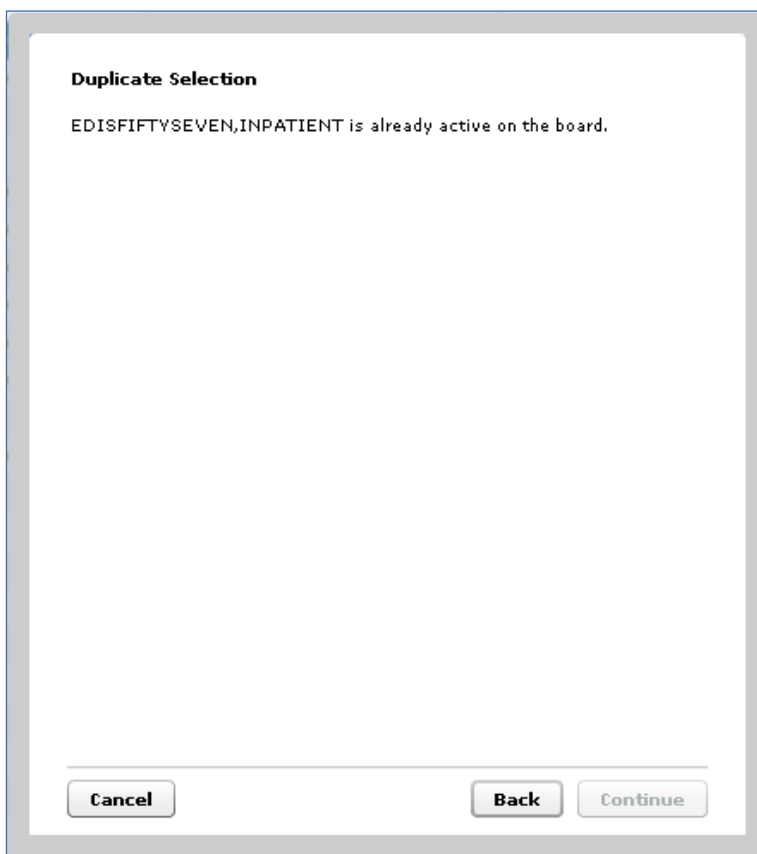 Duplicate Selection
EDISFIFTYSEVEN,INPATIENT is already active on the board.
Cancel
Back
Continue